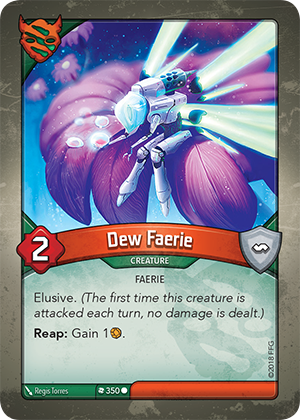 Dew Faerie
2
CREATURE
FAERIE
Elusive. (The first time this creature is
attacked each turn, no damage is dealt.)
Reap: Gain 1.
Regis Torres
350
©2018 FFG